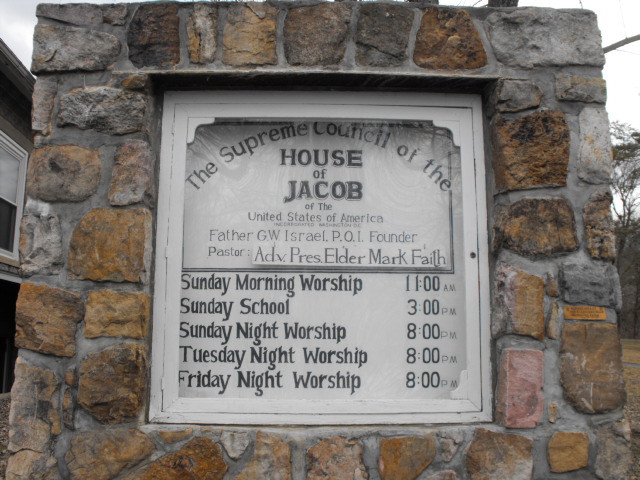 The Supreme Council of the
HOUSE
of
JACOB
of The
United States of America
INCORPORATED WASHINGTON D.C.
Father G.W. Israel, P.O.I. Founder
Pastor: Adv. Pres. Elder Mark Faith
Sunday Morning Worship 11:00 AM
Sunday School 3:00 PM
Sunday Night Worship 8:00 PM
Tuesday Night Worship 8:00 PM
Friday Night Worship 8:00 PM